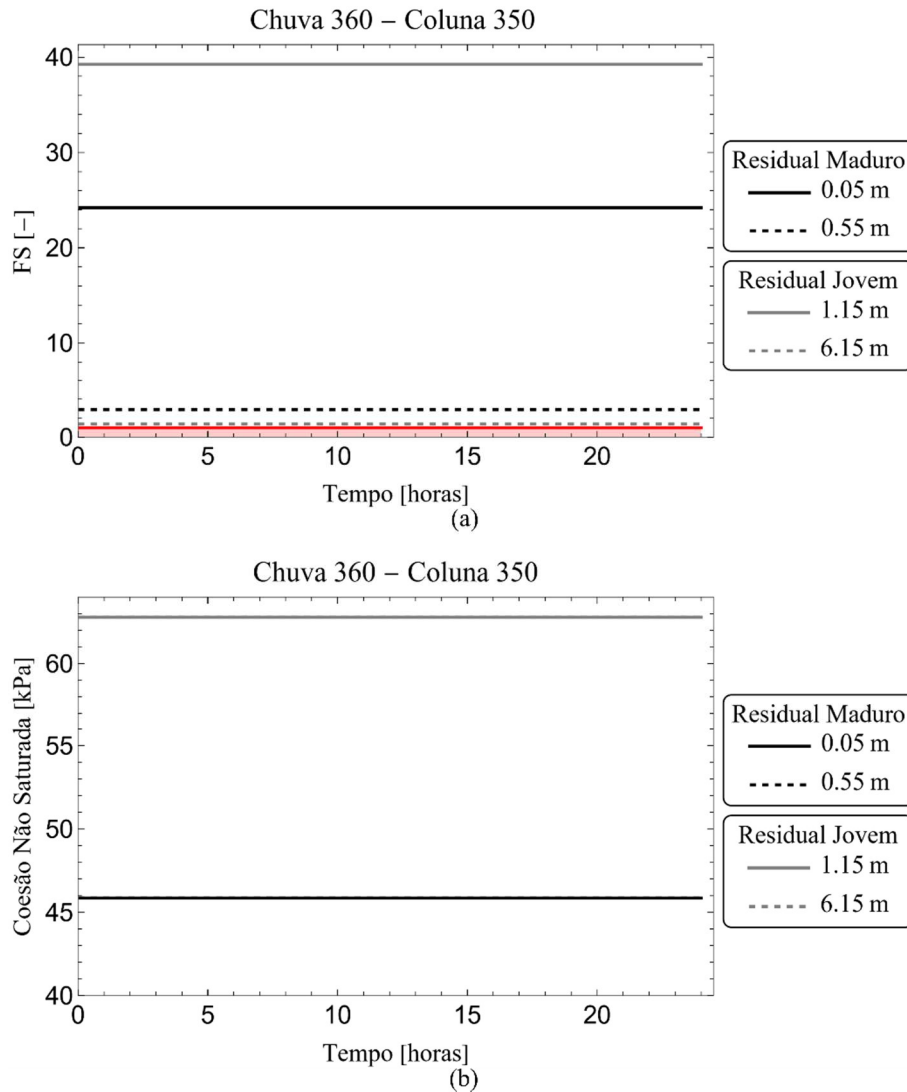 Chuva 360 – Coluna 350
40
30
20
10
0
FS [–]
0 5 10 15 20
Tempo [horas]
(a)
Residual Maduro
0.05 m
0.55 m
Residual Jovem
1.15 m
6.15 m
Chuva 360 – Coluna 350
60
55
50
45
40
Coesão Não Saturada [kPa]
0 5 10 15 20
Tempo [horas]
(b)
Residual Maduro
0.05 m
0.55 m
Residual Jovem
1.15 m
6.15 m